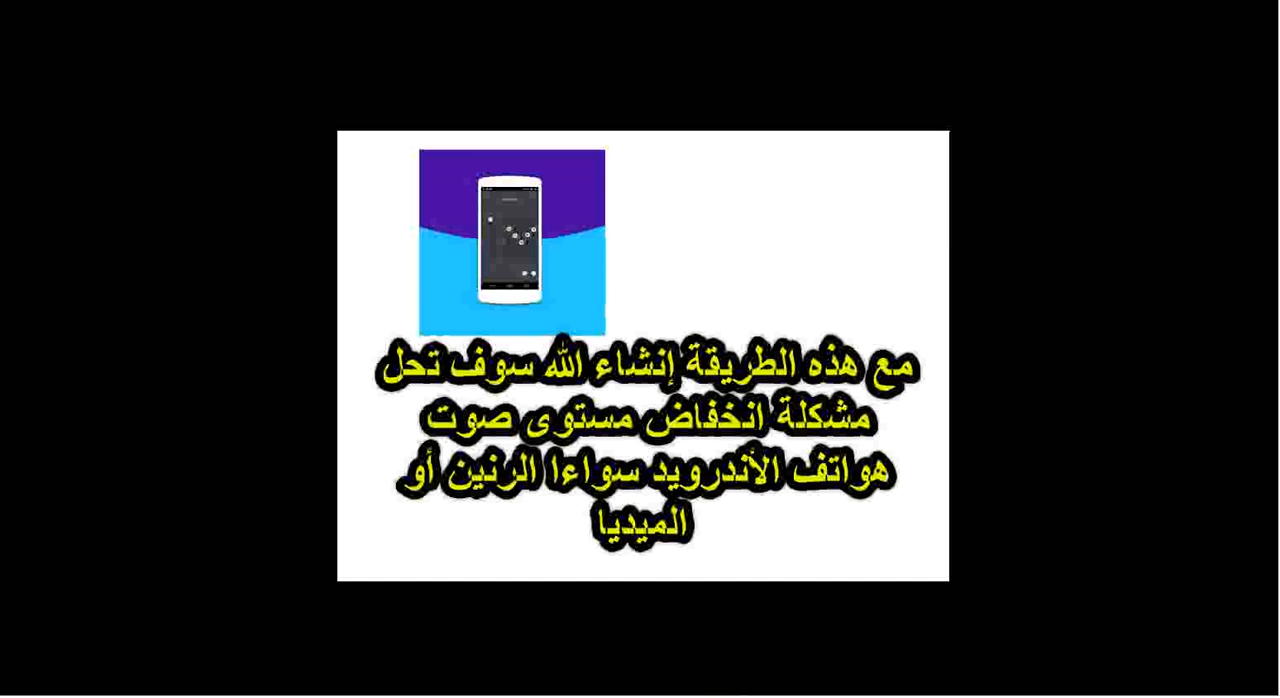 مع هذه الطريقة إنشاء الله سوف تحل
مشكلة انخفاض مستوى صوت
هواتف الأندرويد سواءا الرنين أو
الميديا